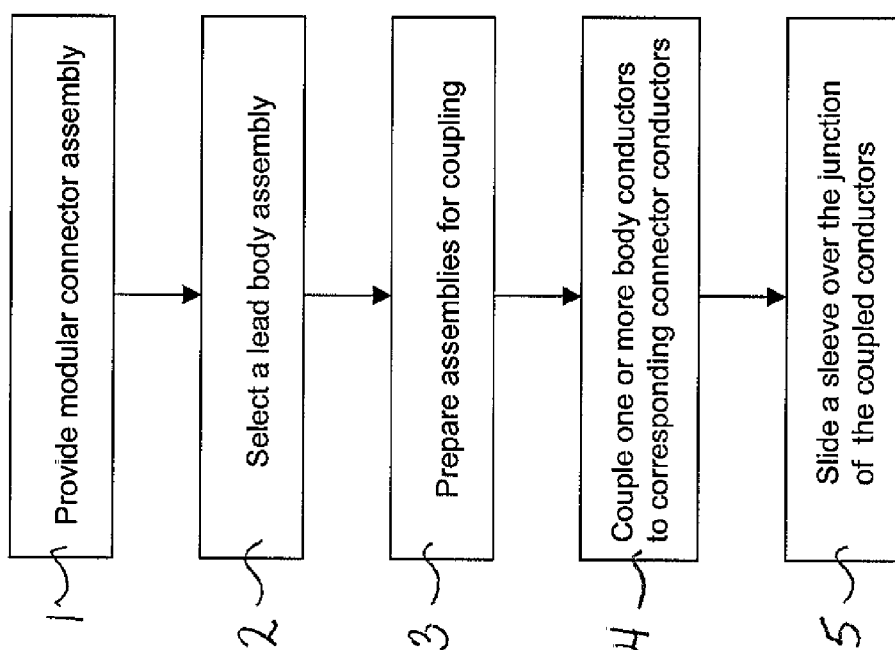 1
Provide modular connector assembly
2
Select a lead body assembly
3
Prepare assemblies for coupling
4
Couple one or more body conductors
to corresponding connector conductors
5
Slide a sleeve over the junction
of the coupled conductors